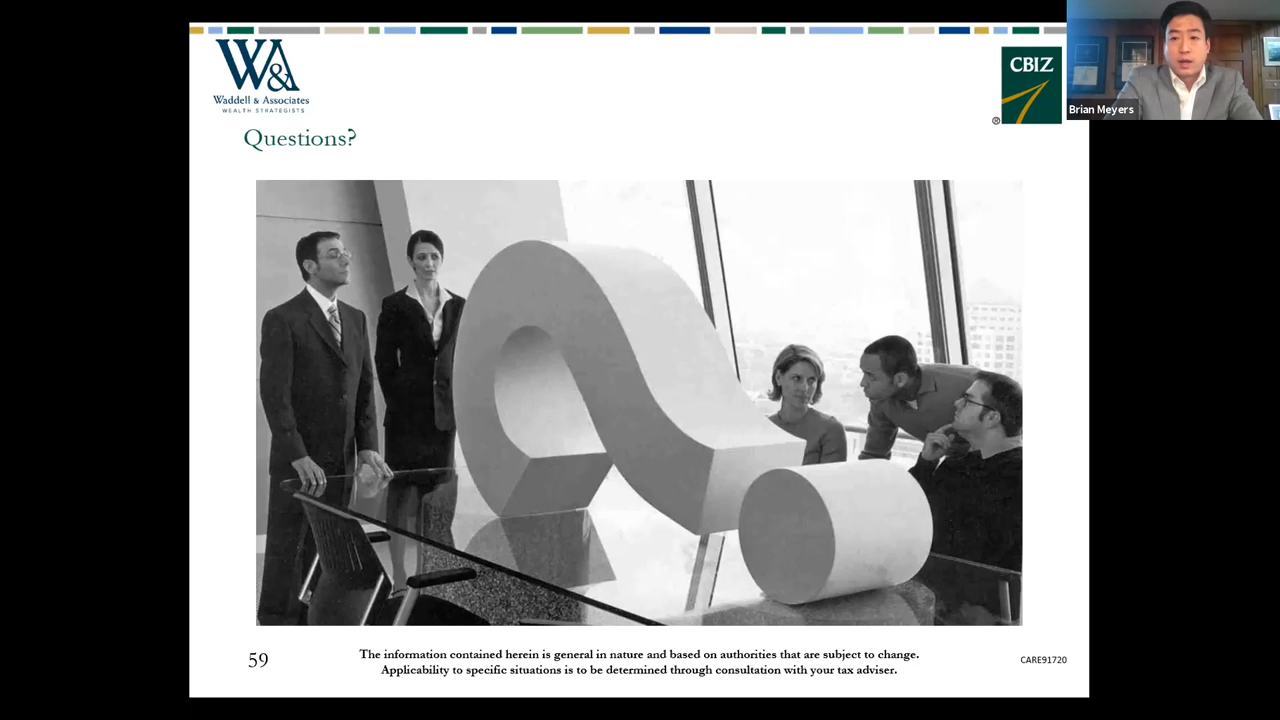 W&A
Waddell & Associates
WEALTH STRATEGISTS
CBIZ
®
Brian Meyers
Questions?
59
The information contained herein is general in nature and based on authorities that are subject to change.
Applicability to specific situations is to be determined through consultation with your tax adviser.
CARE91720